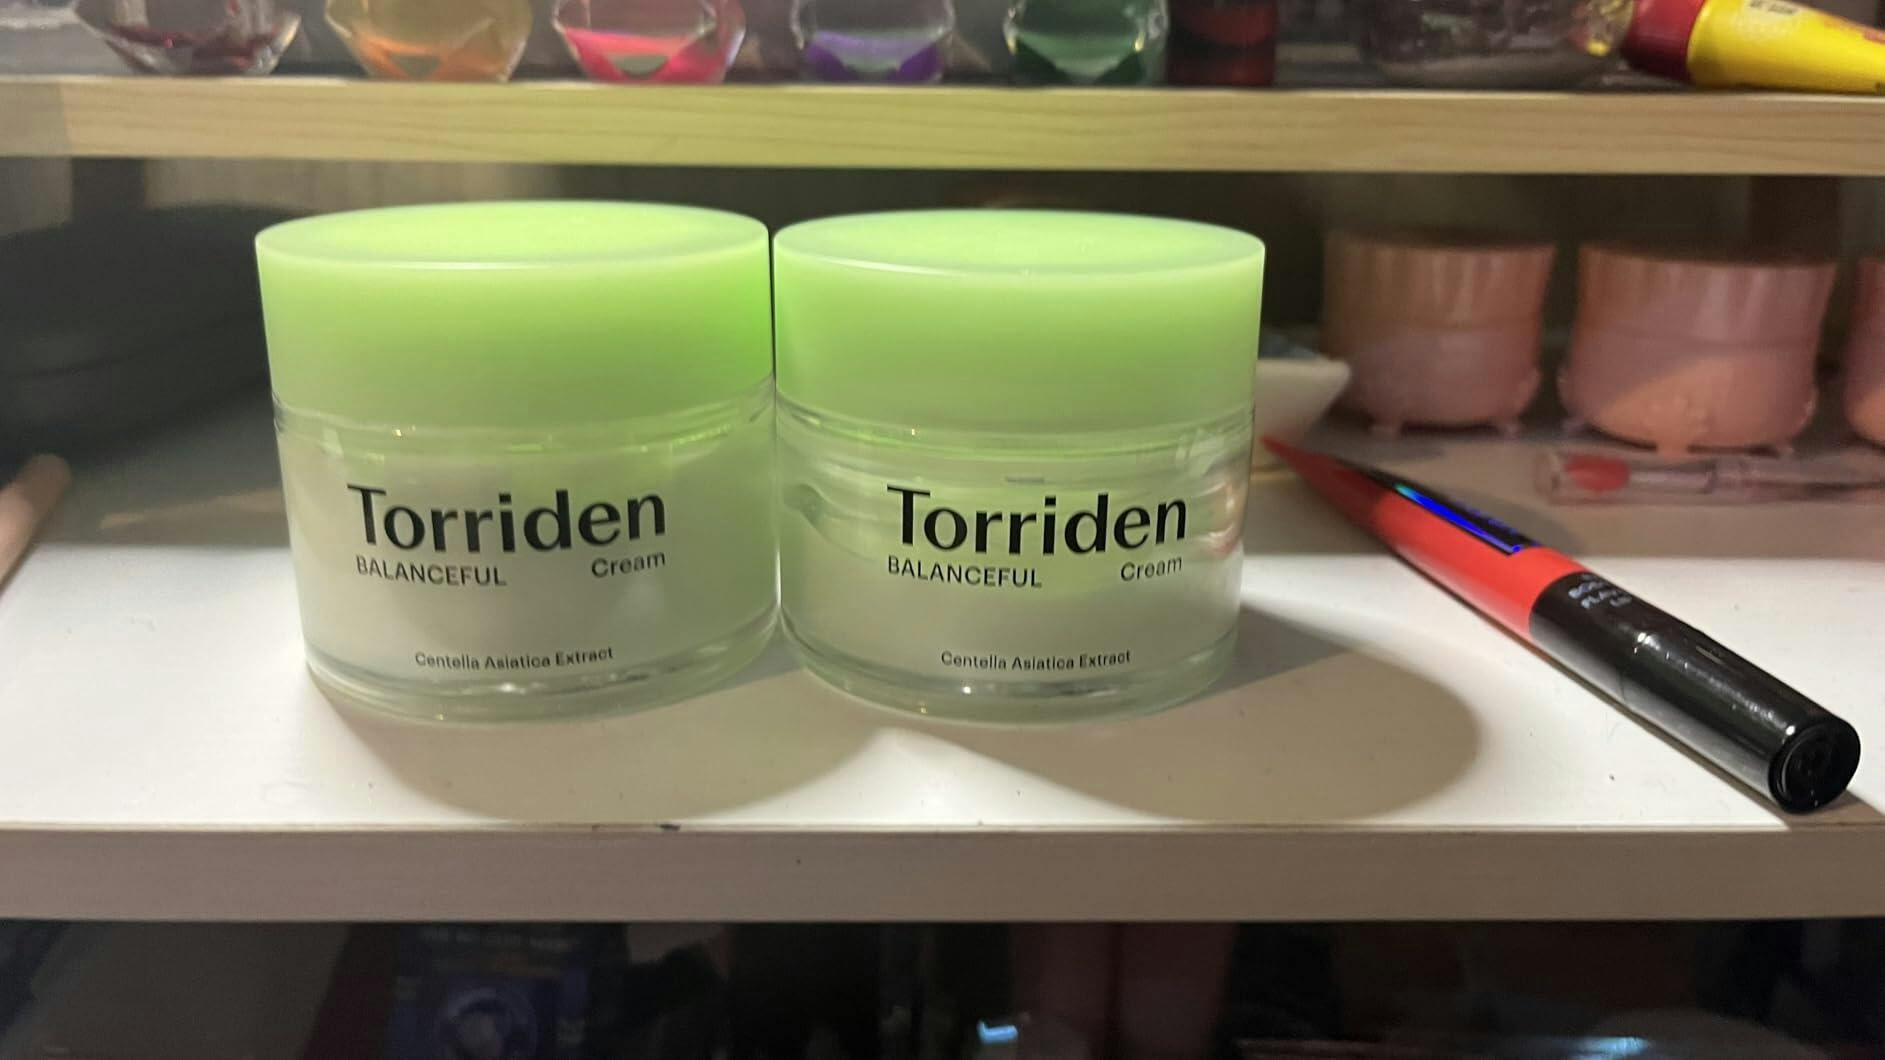 Torriden
BALANCEFUL Cream
Centella Asiatica Extract
Torriden
BALANCEFUL Cream
Centella Asiatica Extract